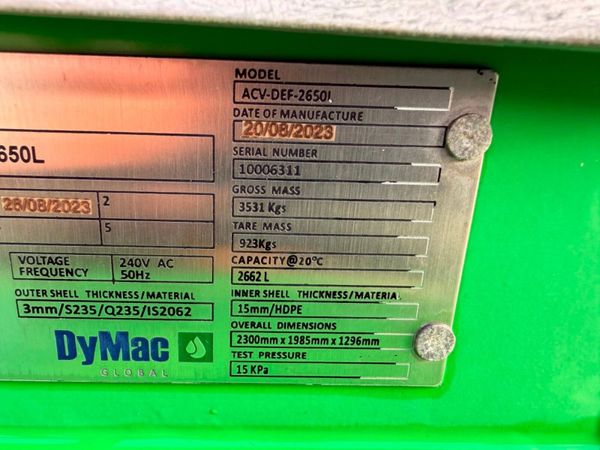 MODEL
ACV-DEF-2650L
DATE OF MANUFACTURE
20/08/2023
650L
SERIAL NUMBER
10006311
GROSS MASS
3531 Kgs
26/08/2023 2
5
TARE MASS
923Kgs
VOLTAGE 240V AC
FREQUENCY 50Hz
CAPACITY@20°C
2662 L
OUTER SHELL THICKNESS/MATERIAL
3mm/S235/Q235/IS2062
INNER SHELL THICKNESS/MATERIAL
15mm/HDPE
OVERALL DIMENSIONS
2300mm x 1985mm x 1296mm
TEST PRESSURE
15 KPa
DyMac
GLOBAL